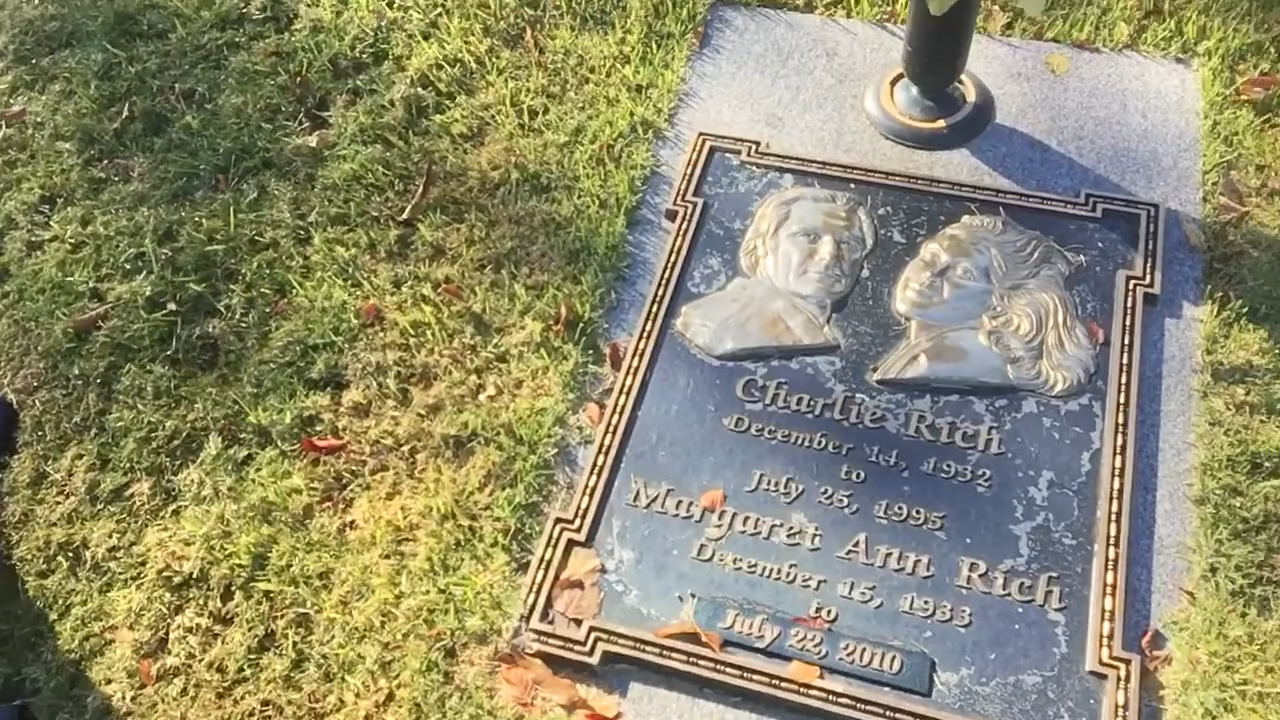 Charlie Rich
December 14, 1932
to
July 25, 1995
Margaret Ann Rich
December 15, 1933
to
July 22, 2010